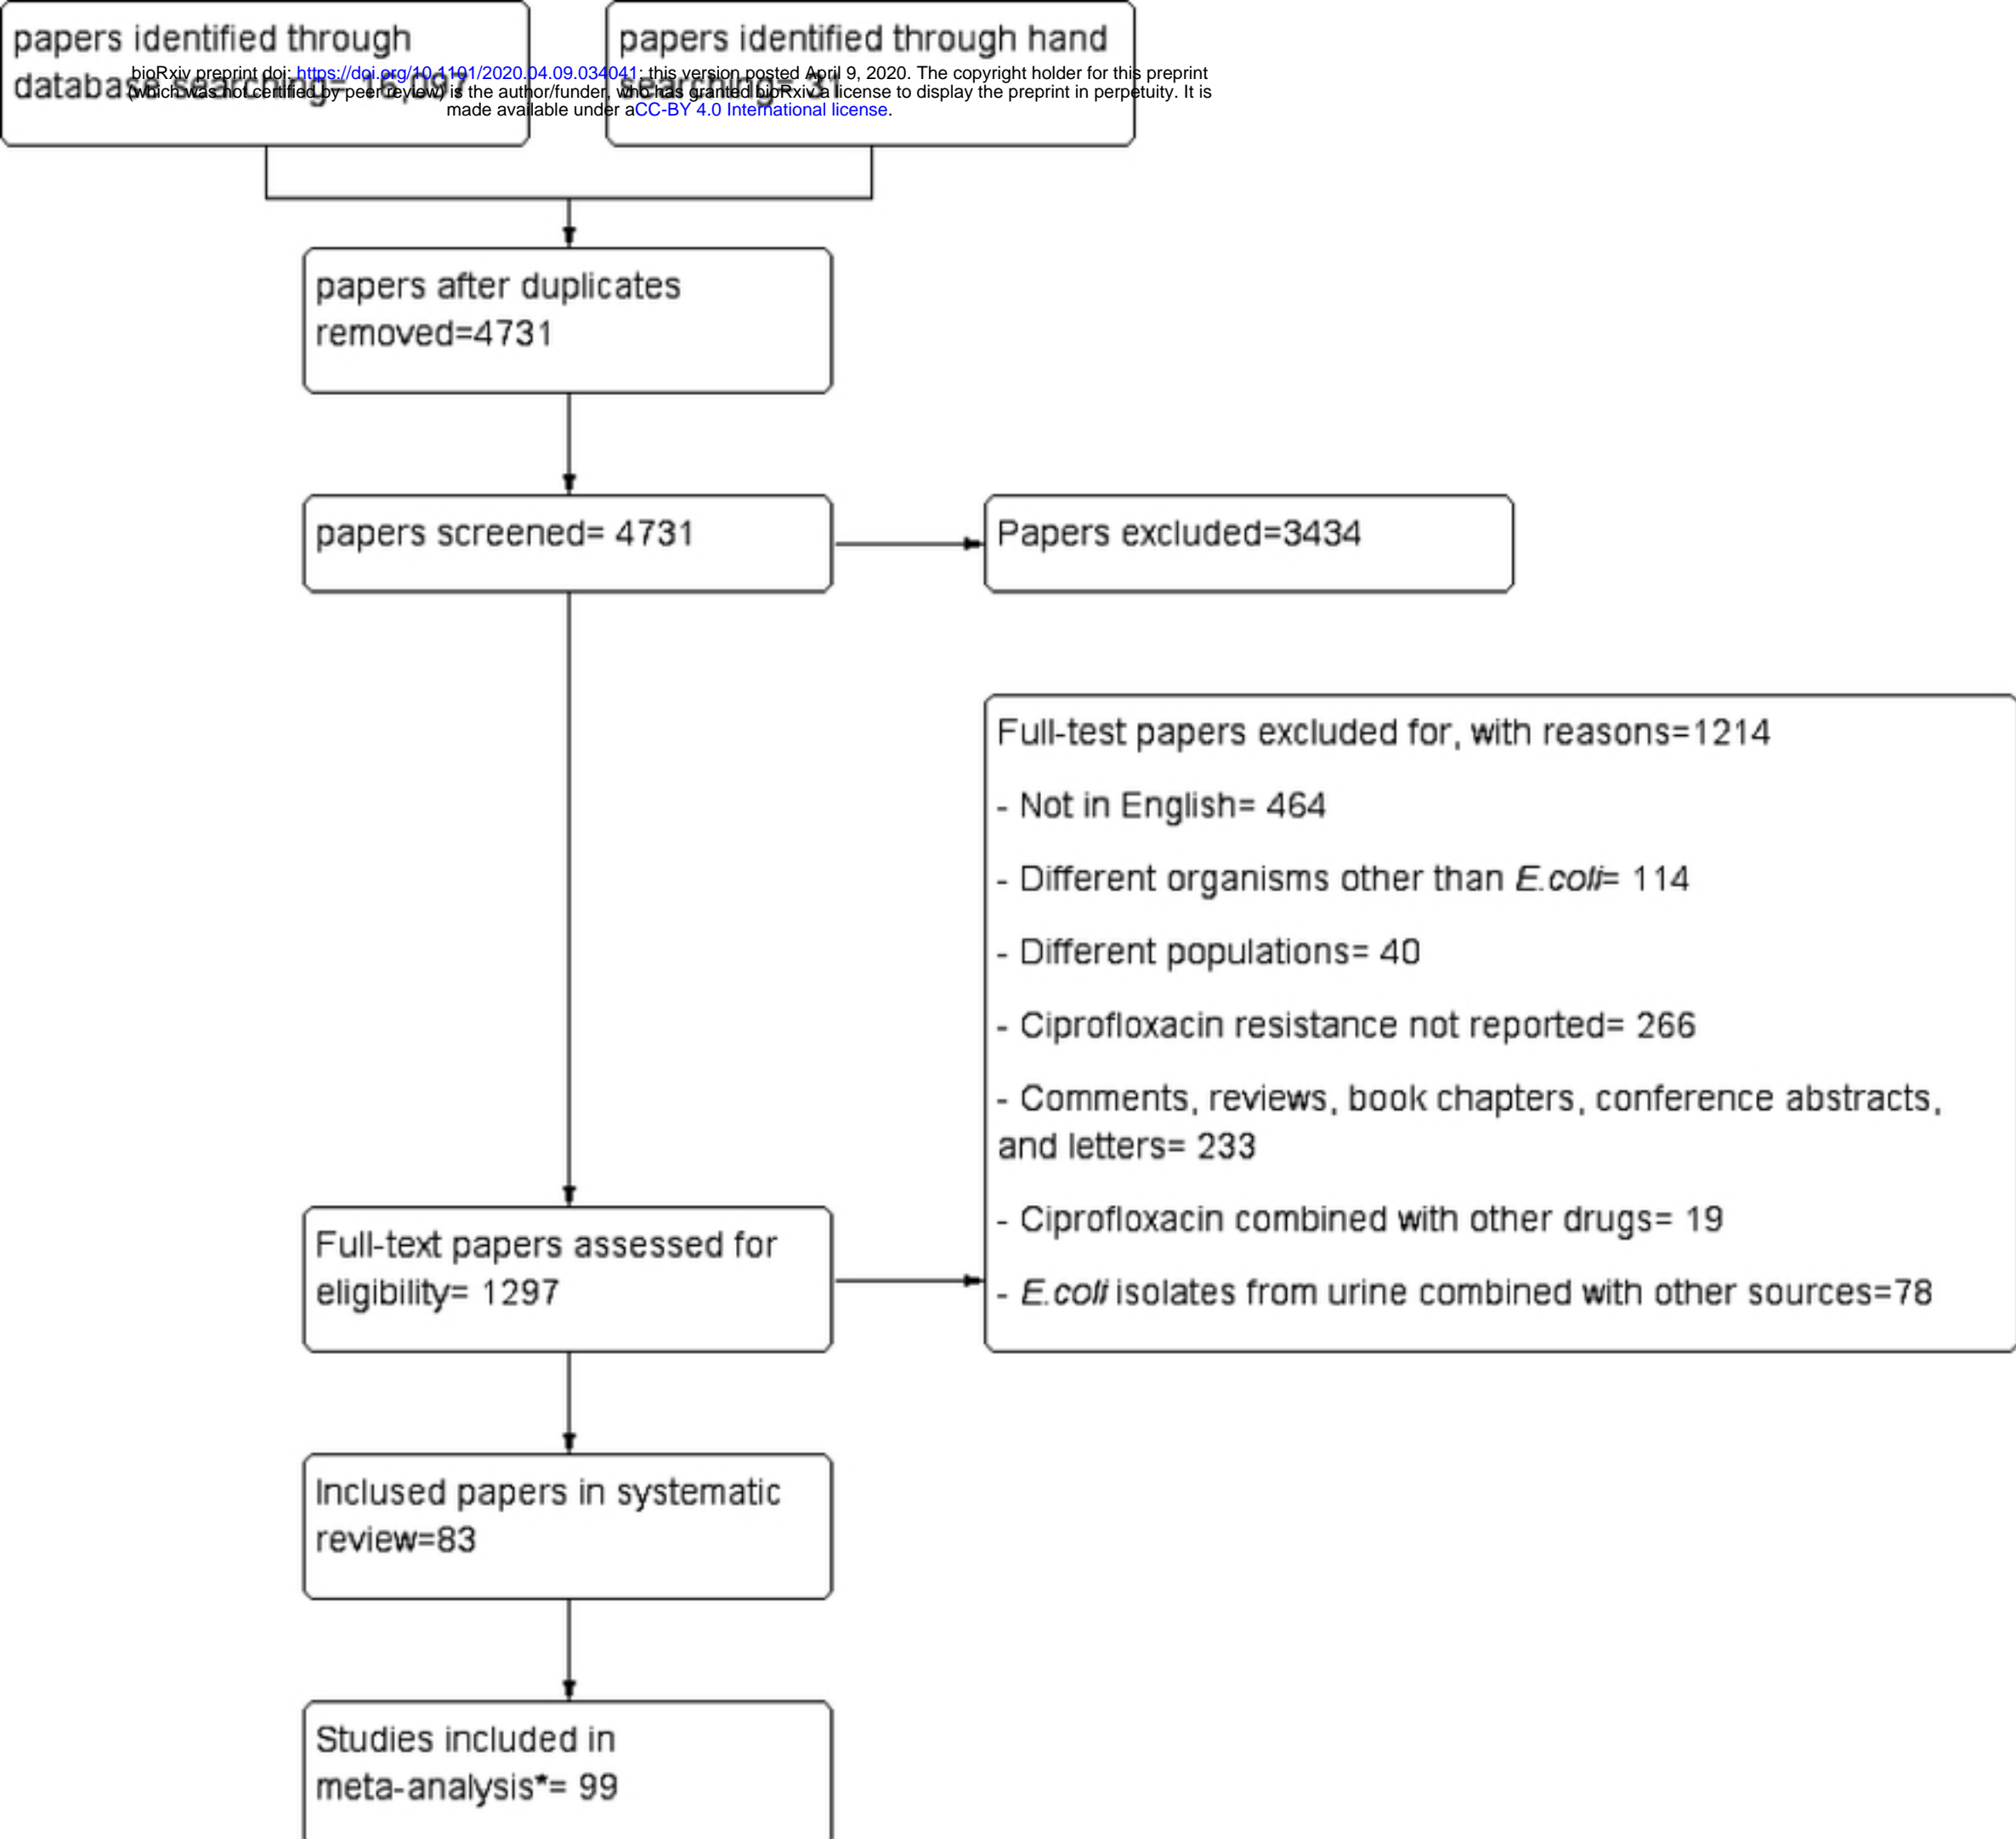 papers identified through
database searching= 16,097
papers identified through hand
searching= 31
bioRxiv preprint doi: https://doi.org/10.1101/2020.04.09.034041; this version posted April 9, 2020. The copyright holder for this preprint
(which was not certified by peer review) is the author/funder, who has granted bioRxiv a license to display the preprint in perpetuity. It is
made available under aCC-BY 4.0 International license.
papers after duplicates
removed=4731
papers screened= 4731
Papers excluded=3434
Full-test papers excluded for, with reasons=1214
- Not in English= 464
- Different organisms other than E.coli= 114
- Different populations= 40
- Ciprofloxacin resistance not reported= 266
- Comments, reviews, book chapters, conference abstracts,
and letters= 233
- Ciprofloxacin combined with other drugs= 19
- E.coli isolates from urine combined with other sources=78
Full-text papers assessed for
eligibility= 1297
Inclused papers in systematic
review=83
Studies included in
meta-analysis*= 99